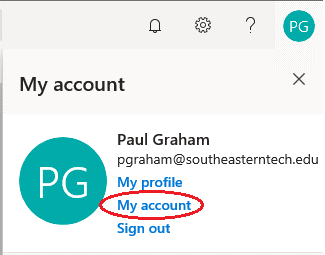 PG
My account
PG
Paul Graham
pgraham@southeasterntech.edu
My profile
My account
Sign out